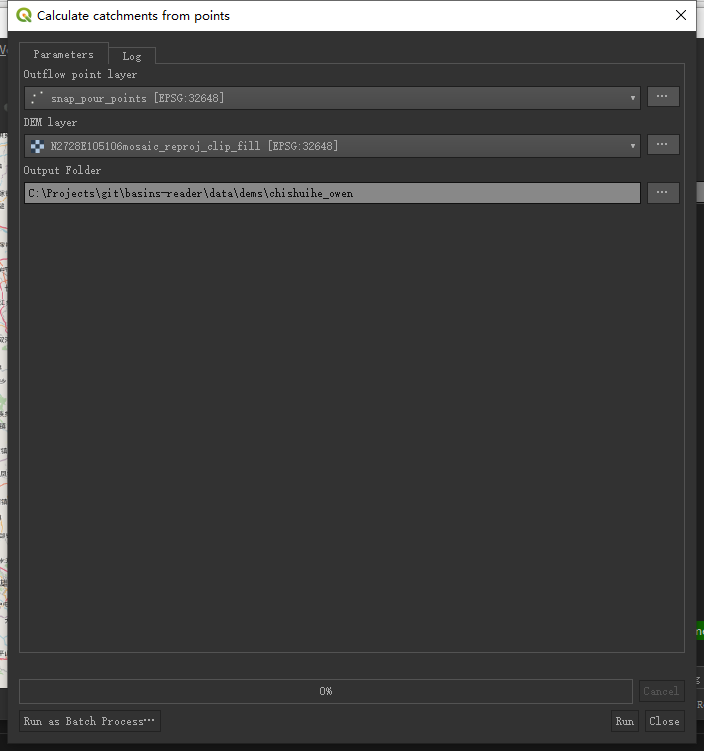 Calculate catchments from points
Parameters
Log
Outflow point layer
snap_pour_points [EPSG:32648]
DEM layer
N2728E105106mosaic_reproj_clip_fill [EPSG:32648]
Output Folder
C:\Projects\git\basins-reader\data\dems\chishuihe_owen
0%
Cancel
Run as Batch Process…
Run
Close